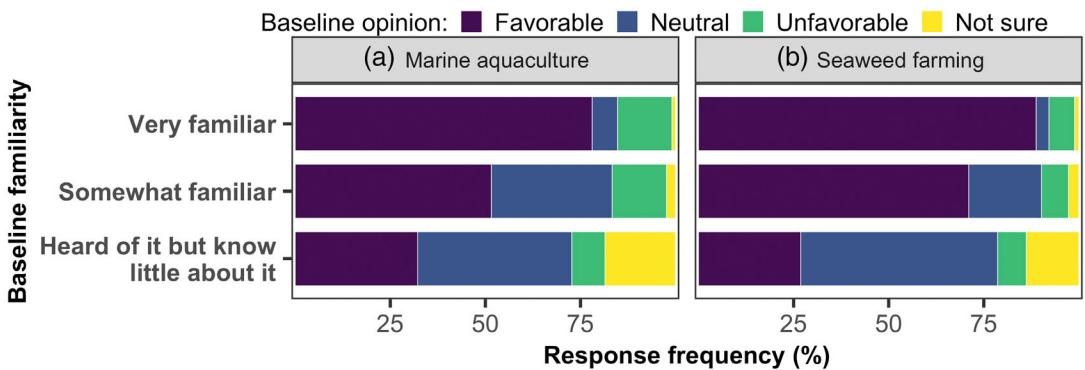 Baseline opinion: Favorable Neutral Unfavorable Not sure
(a) Marine aquaculture
(b) Seaweed farming
Baseline familiarity
Very familiar
Somewhat familiar
Heard of it but know
little about it
25 50 75
25 50 75
Response frequency (%)